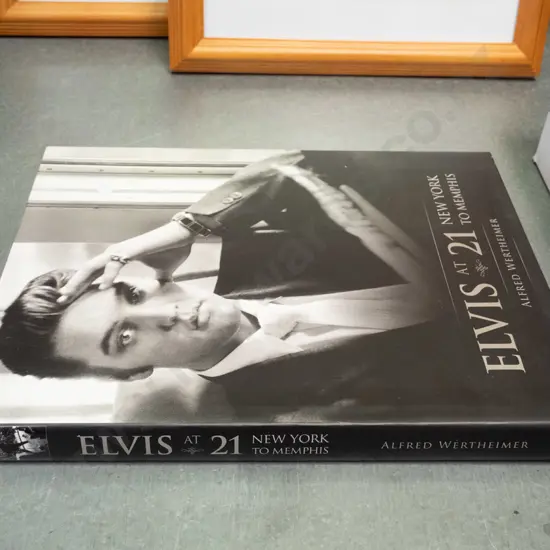 ELVIS AT 21
NEW YORK
TO MEMPHIS
ALFRED WERTHEIMER
ELVIS AT 21 NEW YORK
TO MEMPHIS
ALFRED WERTHEIMER